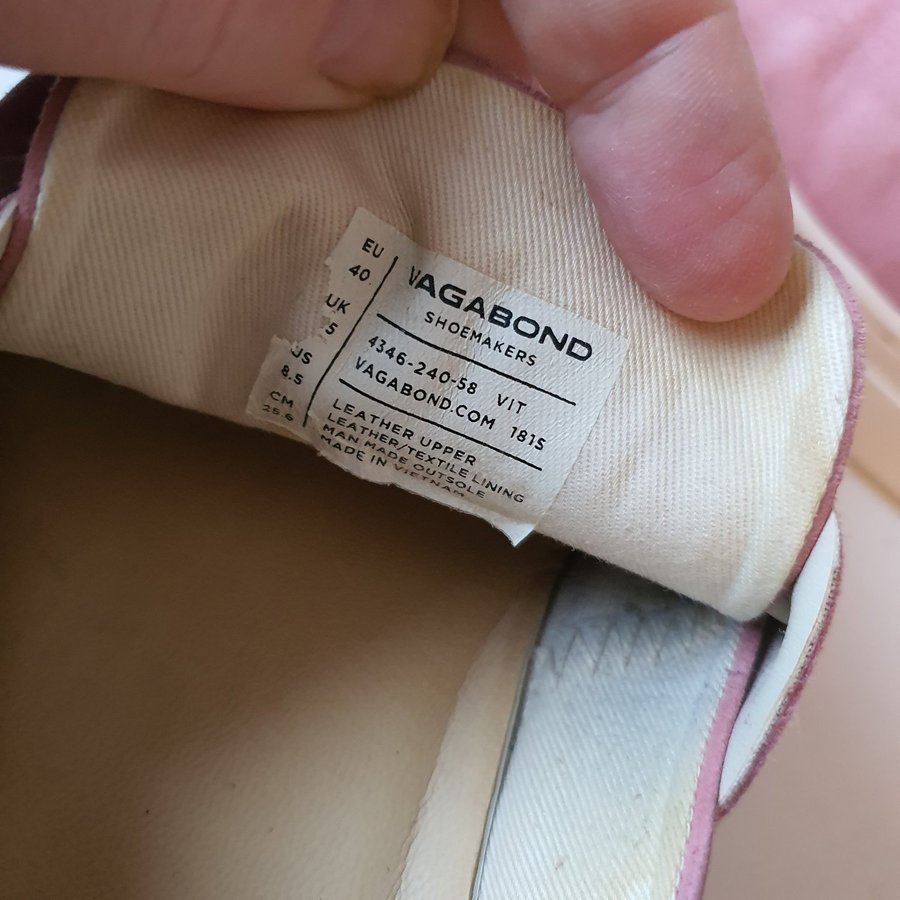 EU
40
UK
5
US
8.5
CM
25.6
VAGABOND
SHOEMAKERS
4346-240-58 VIT
VAGABOND.COM 1815
LEATHER UPPER
LEATHER/TEXTILE LINING
MAN MADE OUTSOLE
MADE IN VIETNAM